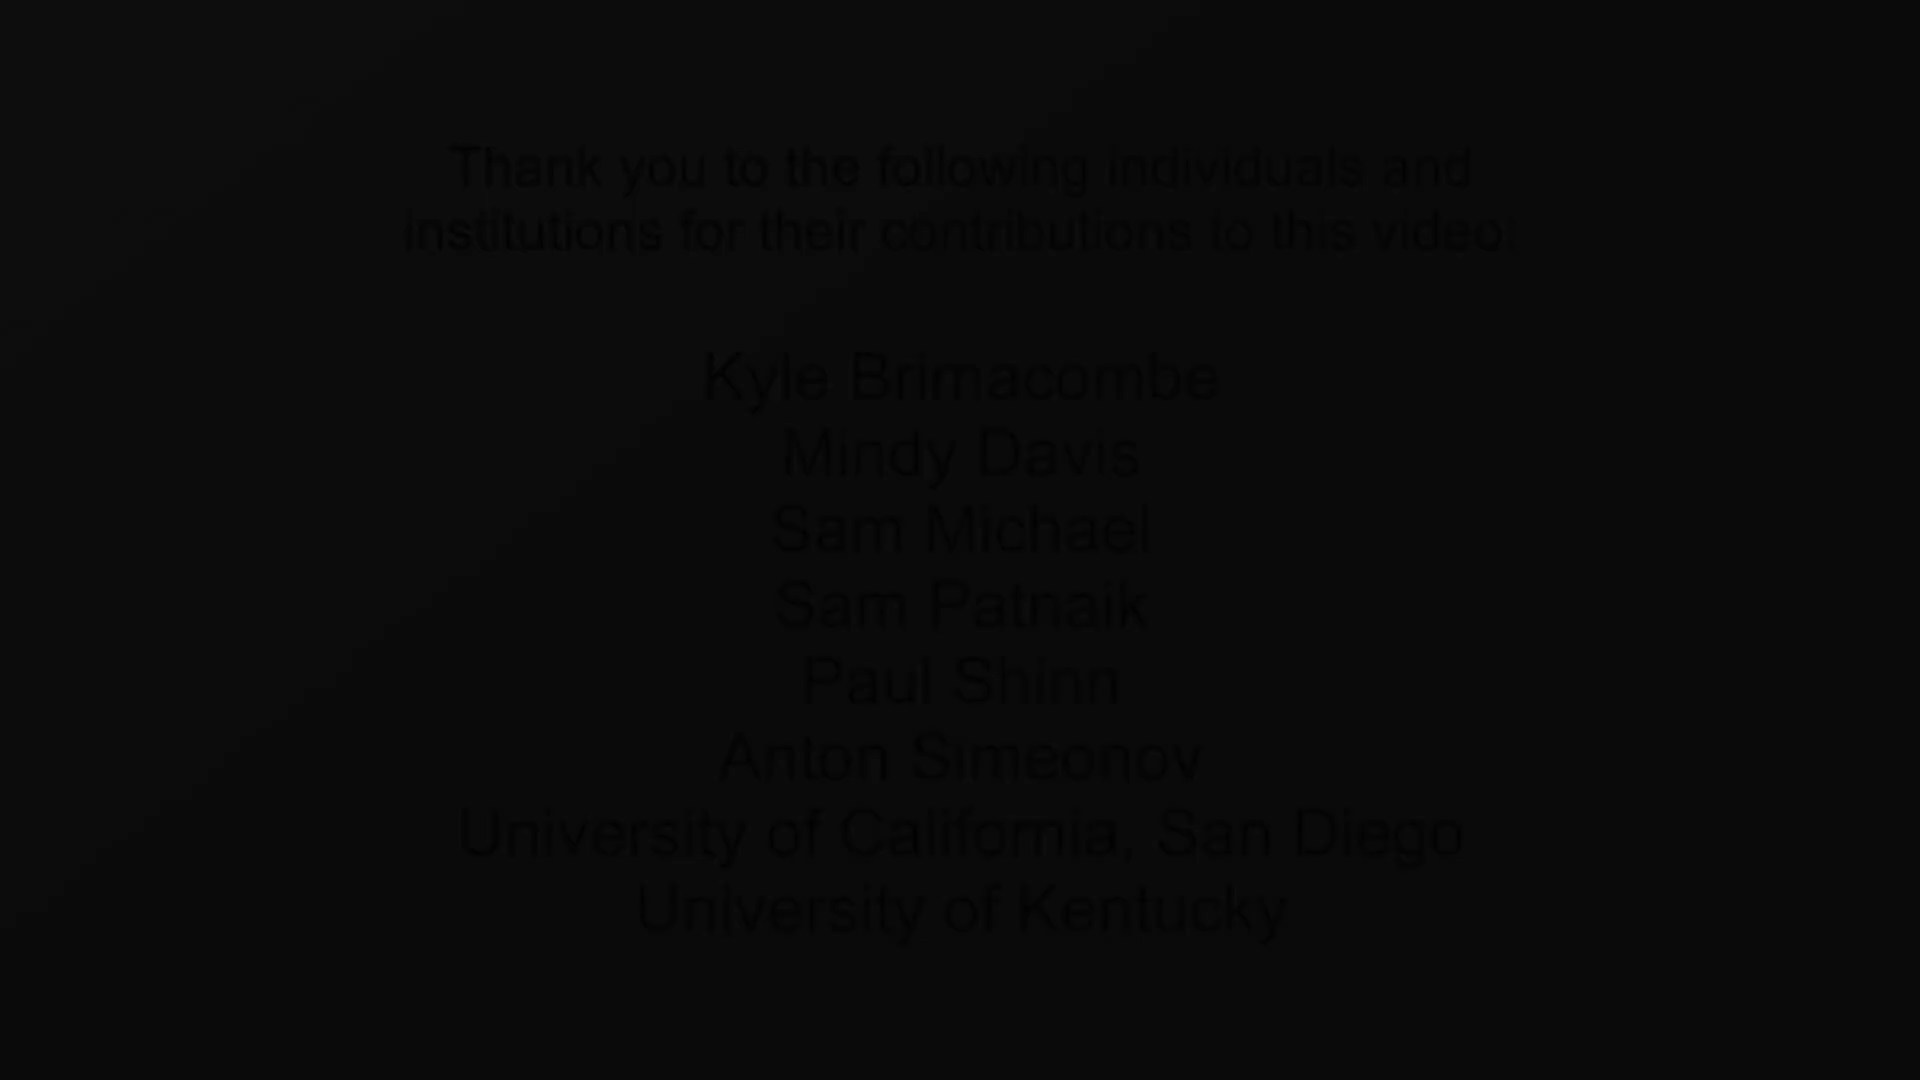 Thank you to the following individuals and
institutions for their contributions to this video:
Kyle Brimacombe
Mindy Davis
Sam Michael
Sam Patnaik
Paul Shinn
Anton Simeonov
University of California, San Diego
University of Kentucky